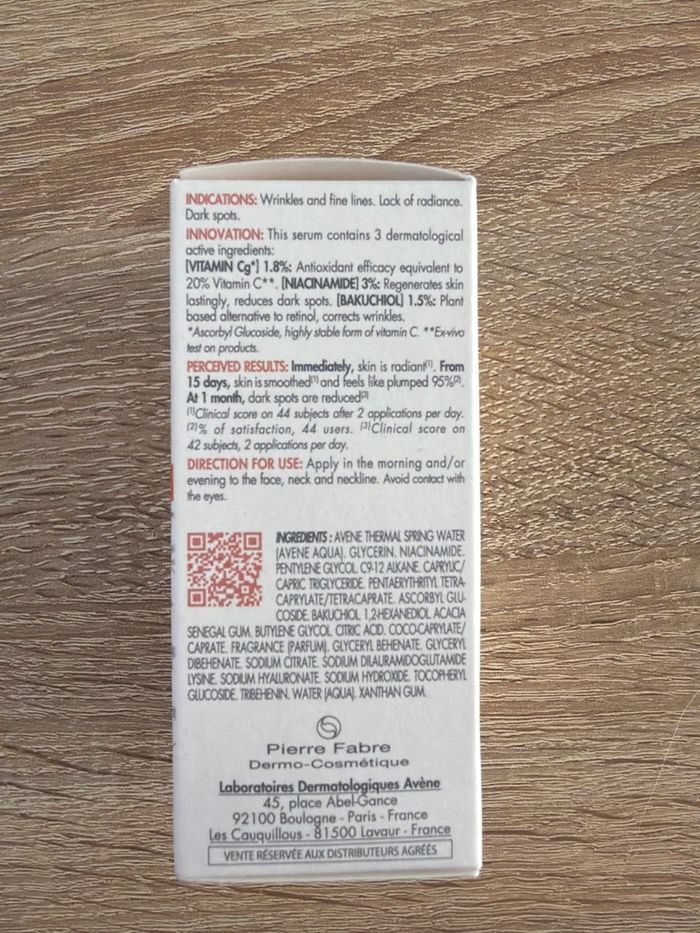 INDICATIONS: Wrinkles and fine lines. Lack of radiance.
Dark spots.
INNOVATION: This serum contains 3 dermatological
active ingredients:
[VITAMIN Cg*] 1.8%: Antioxidant efficacy equivalent to
20% Vitamin C**. [NIACINAMIDE] 3%: Regenerates skin
lastingly, reduces dark spots. [BAKUCHIOL] 1.5%: Plant
based alternative to retinol, corrects wrinkles.
*Ascorbyl Glucoside, highly stable form of vitamin C. **Ex-vivo
test on products.
PERCEIVED RESULTS: Immediately, skin is radiant(1). From
15 days, skin is smoothed(1) and feels like plumped 95%(2).
At 1 month, dark spots are reduced(3)
(1)Clinical score on 44 subjects after 2 applications per day.
(2)% of satisfaction, 44 users. (3)Clinical score on
42 subjects, 2 applications per day.
DIRECTION FOR USE: Apply in the morning and/or
evening to the face, neck and neckline. Avoid contact with
the eyes.
INGREDIENTS : AVENE THERMAL SPRING WATER
(AVENE AQUA). GLYCERIN. NIACINAMIDE.
PENTYLENE GLYCOL. C9-12 ALKANE. CAPRYLIC/
CAPRIC TRIGLYCERIDE. PENTAERYTHRITYL TETRA-
CAPRYLATE/TETRACAPRATE. ASCORBYL GLU-
COSIDE. BAKUCHIOL. 1,2-HEXANEDIOL. ACACIA
SENEGAL GUM. BUTYLENE GLYCOL. CITRIC ACID. COCO-CAPRYLATE/
CAPRATE. FRAGRANCE (PARFUM). GLYCERYL BEHENATE. GLYCERYL
DIBEHENATE. SODIUM CITRATE. SODIUM DILAURAMIDOGLUTAMIDE
LYSINE. SODIUM HYALURONATE. SODIUM HYDROXIDE. TOCOPHERYL
GLUCOSIDE. TRIBEHENIN. WATER (AQUA). XANTHAN GUM.
Pierre Fabre
Dermo-Cosmétique
Laboratoires Dermatologiques Avène
45, place Abel-Gance
92100 Boulogne - Paris - France
Les Cauquillous - 81500 Lavaur - France
VENTE RÉSERVÉE AUX DISTRIBUTEURS AGRÉÉS